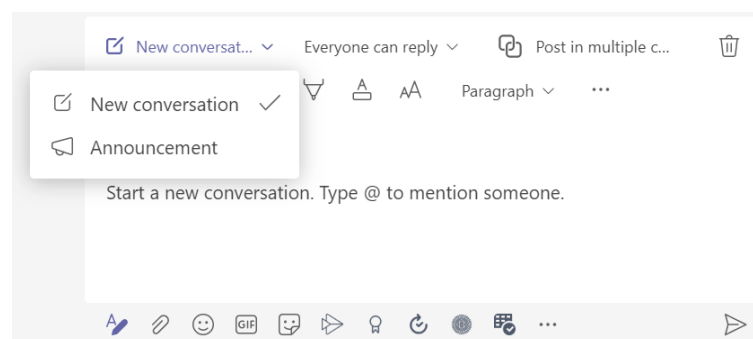 New conversat... Everyone can reply Post in multiple c...
New conversation
A AA Paragraph ...
Announcement
Start a new conversation. Type @ to mention someone.
A GIF ...